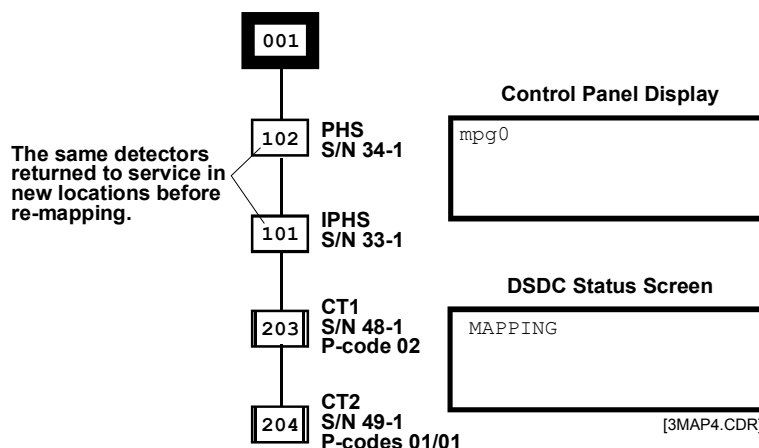 001
102
PHS
S/N 34-1
The same detectors
returned to service in
new locations before
re-mapping.
101
IPHS
S/N 33-1
203
CT1
S/N 48-1
P-code 02
204
CT2
S/N 49-1
P-codes 01/01
Control Panel Display
mpg0
DSDC Status Screen
MAPPING
[3MAP4.CDR]